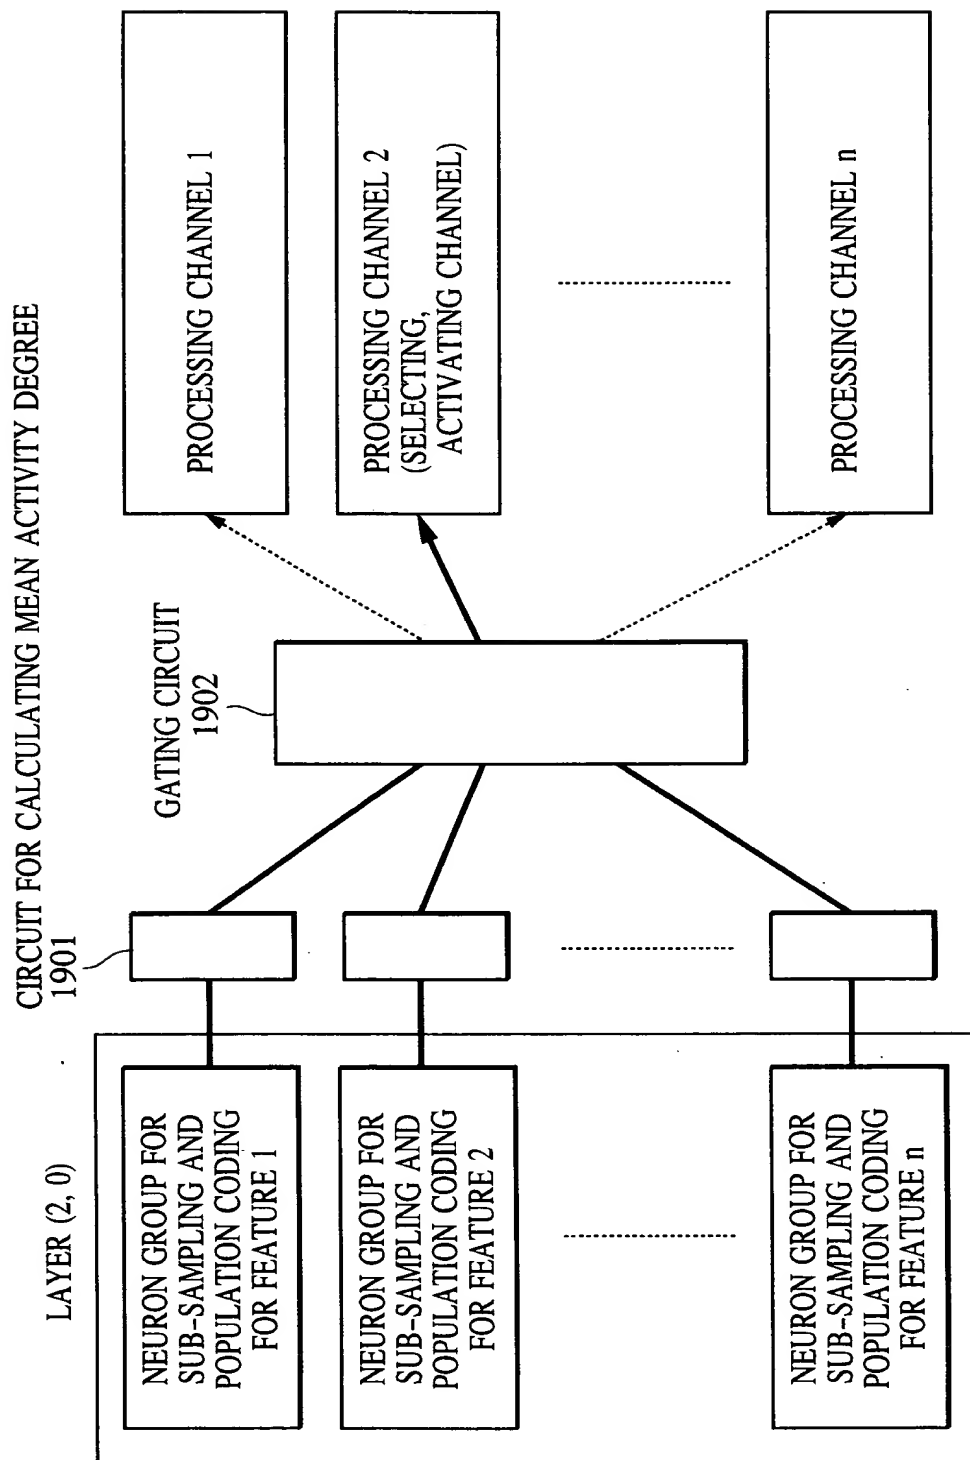 CIRCUIT FOR CALCULATING MEAN ACTIVITY DEGREE
1901
LAYER (2, 0)
GATING CIRCUIT
1902
NEURON GROUP FOR
SUB-SAMPLING AND
POPULATION CODING
FOR FEATURE 1
PROCESSING CHANNEL 1
NEURON GROUP FOR
SUB-SAMPLING AND
POPULATION CODING
FOR FEATURE 2
PROCESSING CHANNEL 2
(SELECTING,
ACTIVATING CHANNEL)
NEURON GROUP FOR
SUB-SAMPLING AND
POPULATION CODING
FOR FEATURE n
PROCESSING CHANNEL n